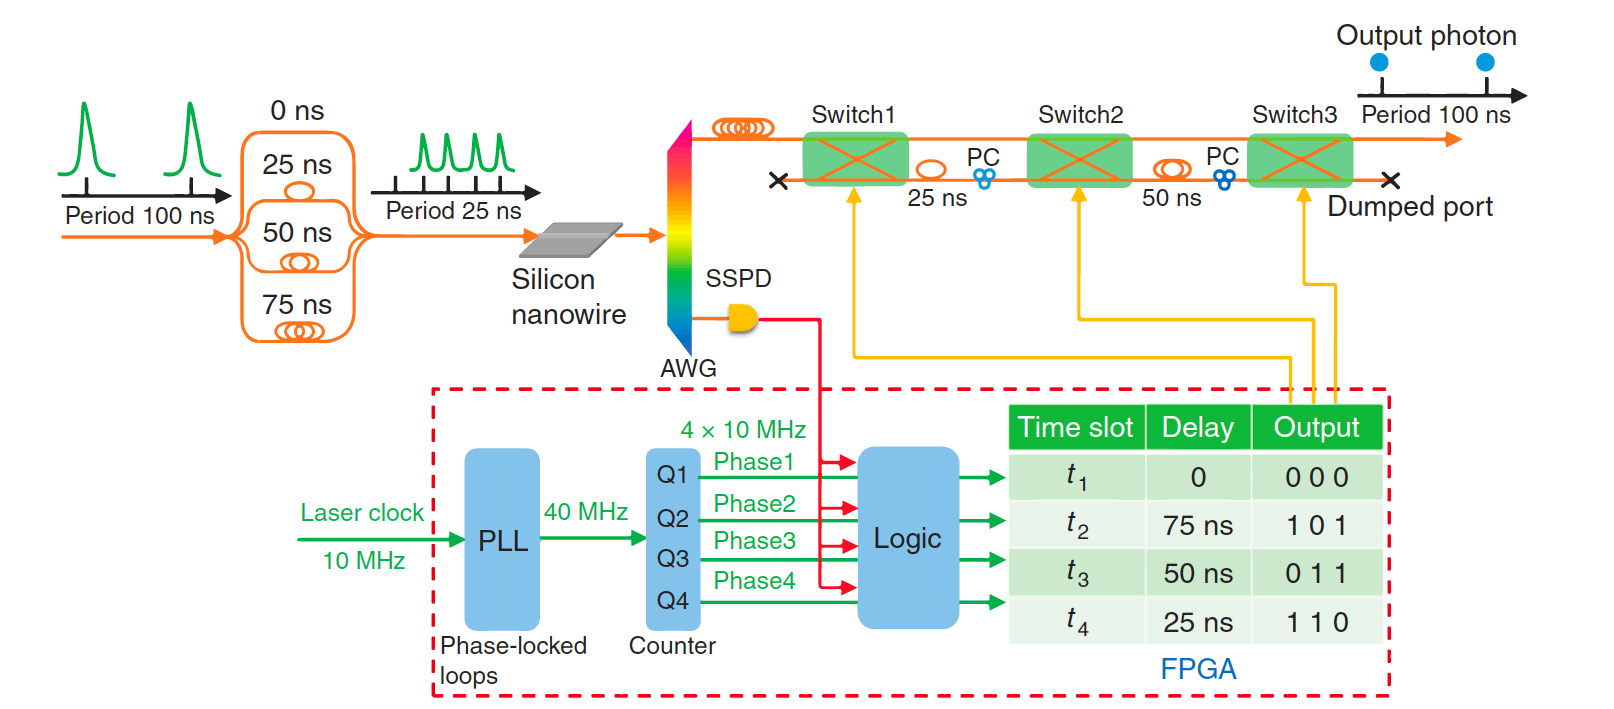 Output photon
Period 100 ns
0 ns
25 ns
50 ns
75 ns
Period 100 ns
Period 25 ns
Silicon
nanowire
SSPD
AWG
Switch1
Switch2
Switch3
25 ns
PC
50 ns
PC
Dumped port
Laser clock
10 MHz
PLL
Phase-locked
loops
40 MHz
4 × 10 MHz
Q1
Q2
Q3
Q4
Counter
Phase1
Phase2
Phase3
Phase4
Logic
Time slot Delay Output
t1 0 0 0 0
t2 75 ns 1 0 1
t3 50 ns 0 1 1
t4 25 ns 1 1 0
FPGA